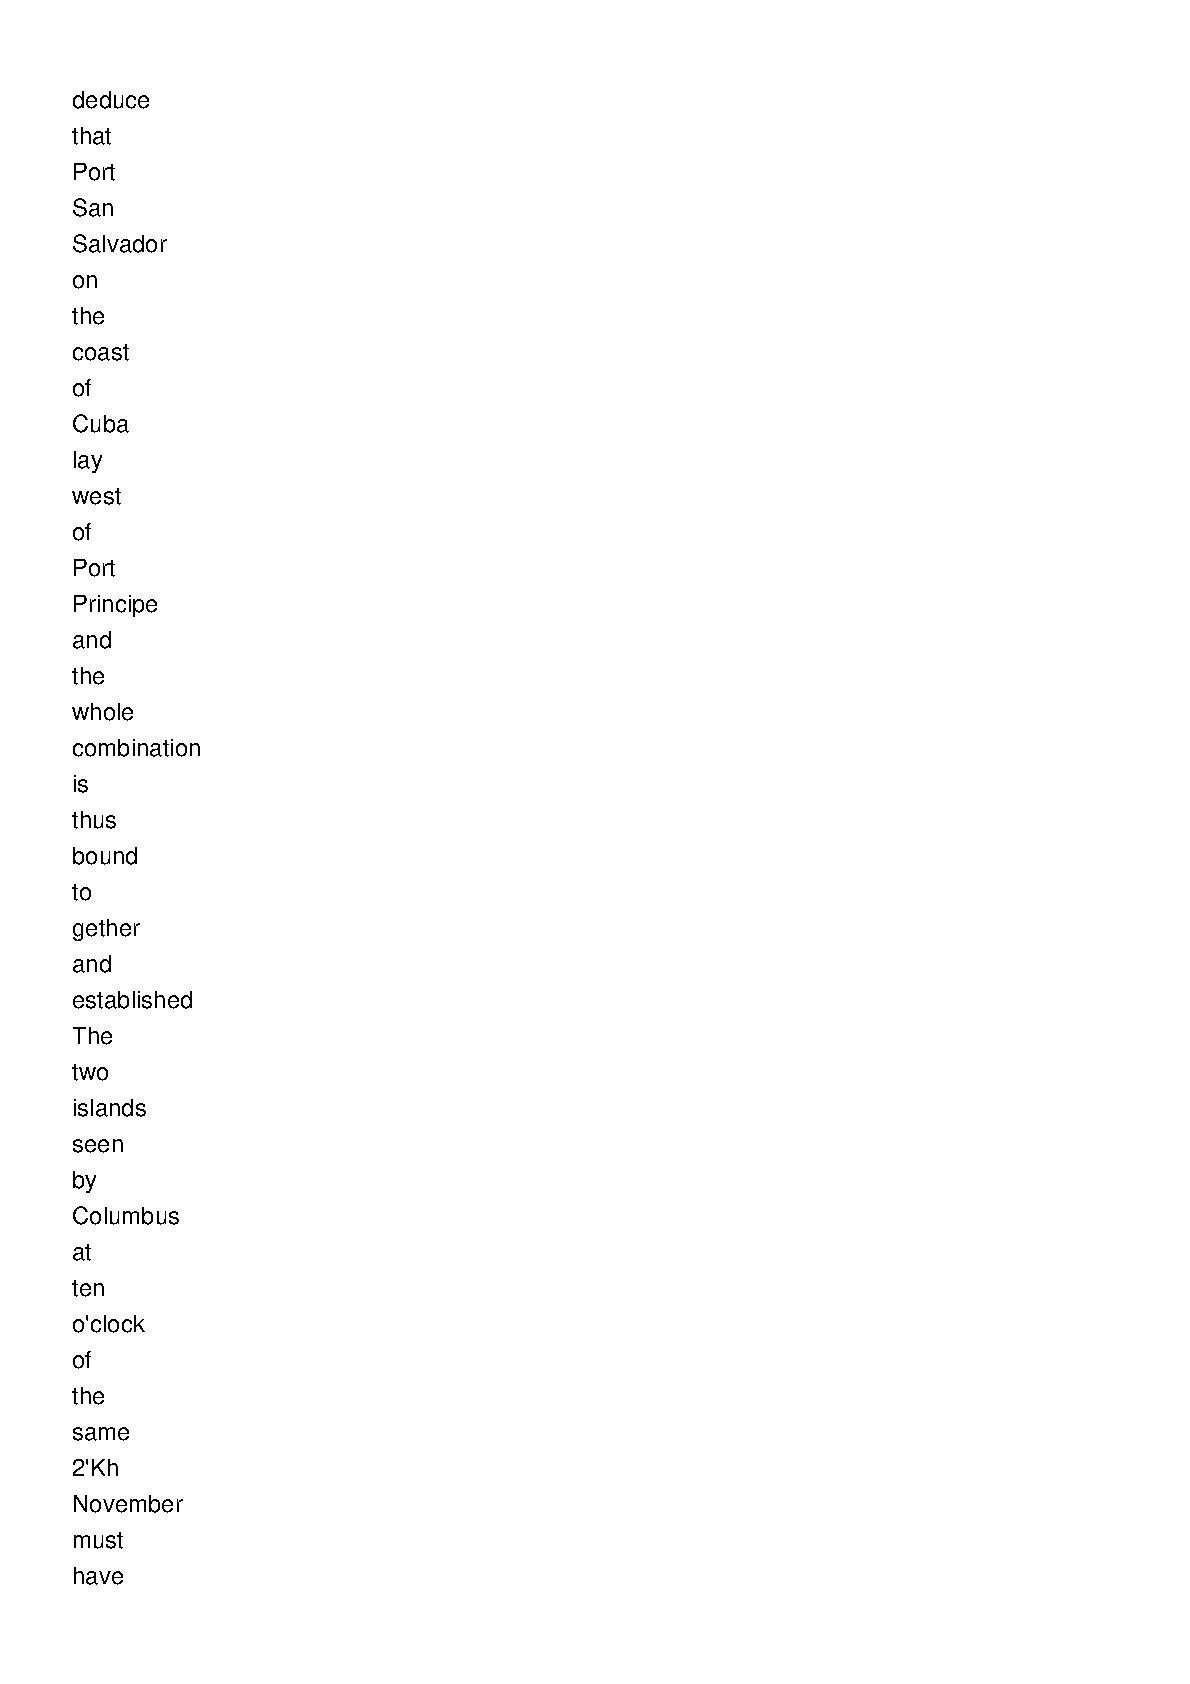 deduce
that
Port
San
Salvador
on
the
coast
of
Cuba
lay
west
of
Port
Principe
and
the
whole
combination
is
thus
bound
to
gether
and
established
The
two
islands
seen
by
Columbus
at
ten
o'clock
of
the
same
2'Kh
November
must
have